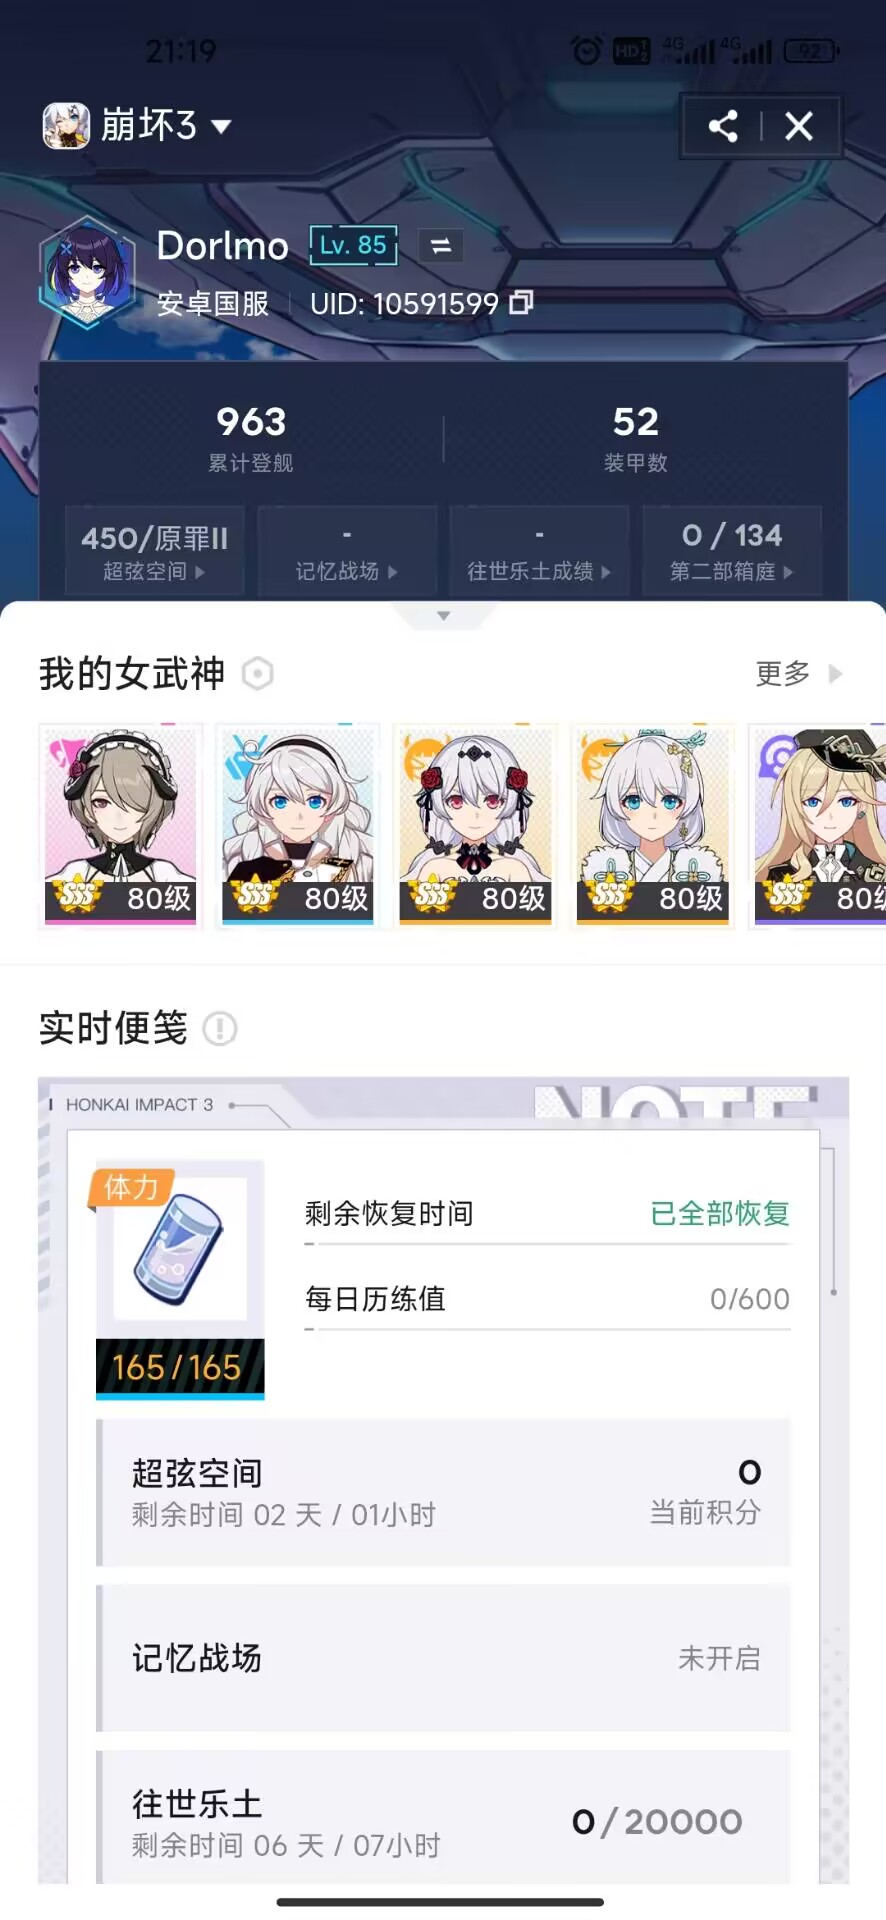 21:19
HD 1 2 4G 4G 92
崩坏3
Dorlmo Lv. 85
安卓国服 UID: 10591599
963 52
累计登舰 装甲数
450/原罪II - - 0 / 134
超弦空间 记忆战场 往世乐土成绩 第二部箱庭
我的女武神 更多
SSS 80级 SSS 80级 SSS 80级 SSS 80级 SSS 80级
实时便笺
HONKAI IMPACT 3 NOTE
体力
剩余恢复时间 已全部恢复
每日历练值 0/600
165/165
超弦空间 0
剩余时间 02 天 / 01小时 当前积分
记忆战场 未开启
往世乐土 0/20000
剩余时间 06 天 / 07小时